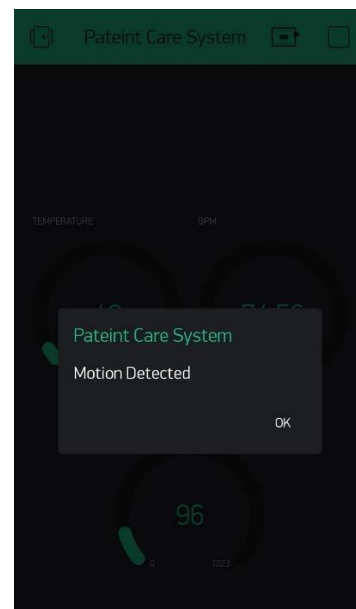 Pateint Care System
TEMPERATURE
BPM
Pateint Care System
Motion Detected
OK
96
0
1023